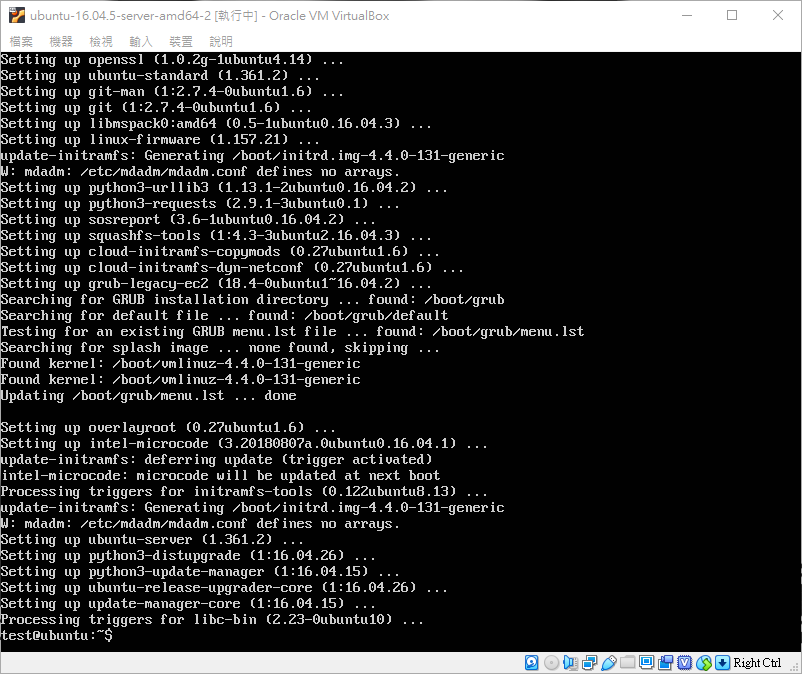 ubuntu-16.04.5-server-amd64-2 [執行中] - Oracle VM VirtualBox
檔案 機器 檢視 輸入 裝置 說明
Setting up openssl (1.0.2g-1ubuntu4.14) ...
Setting up ubuntu-standard (1.361.2) ...
Setting up git-man (1:2.7.4-0ubuntu1.6) ...
Setting up git (1:2.7.4-0ubuntu1.6) ...
Setting up libmspack0:amd64 (0.5-1ubuntu0.16.04.3) ...
Setting up linux-firmware (1.157.21) ...
update-initramfs: Generating /boot/initrd.img-4.4.0-131-generic
W: mdadm: /etc/mdadm/mdadm.conf defines no arrays.
Setting up python3-urllib3 (1.13.1-2ubuntu0.16.04.2) ...
Setting up python3-requests (2.9.1-3ubuntu0.1) ...
Setting up sosreport (3.6-1ubuntu0.16.04.2) ...
Setting up squashfs-tools (1:4.3-3ubuntu2.16.04.3) ...
Setting up cloud-initramfs-copymods (0.27ubuntu1.6) ...
Setting up cloud-initramfs-dyn-netconf (0.27ubuntu1.6) ...
Setting up grub-legacy-ec2 (18.4-0ubuntu1~16.04.2) ...
Searching for GRUB installation directory ... found: /boot/grub
Searching for default file ... found: /boot/grub/default
Testing for an existing GRUB menu.lst file ... found: /boot/grub/menu.lst
Searching for splash image ... none found, skipping ...
Found kernel: /boot/vmlinuz-4.4.0-131-generic
Found kernel: /boot/vmlinuz-4.4.0-131-generic
Updating /boot/grub/menu.lst ... done
Setting up overlayroot (0.27ubuntu1.6) ...
Setting up intel-microcode (3.20180807a.0ubuntu0.16.04.1) ...
update-initramfs: deferring update (trigger activated)
intel-microcode: microcode will be updated at next boot
Processing triggers for initramfs-tools (0.122ubuntu8.13) ...
update-initramfs: Generating /boot/initrd.img-4.4.0-131-generic
W: mdadm: /etc/mdadm/mdadm.conf defines no arrays.
Setting up ubuntu-server (1.361.2) ...
Setting up python3-distupgrade (1:16.04.26) ...
Setting up python3-update-manager (1:16.04.15) ...
Setting up ubuntu-release-upgrader-core (1:16.04.26) ...
Setting up update-manager-core (1:16.04.15) ...
Processing triggers for libc-bin (2.23-0ubuntu10) ...
test@ubuntu:~$
Right Ctrl